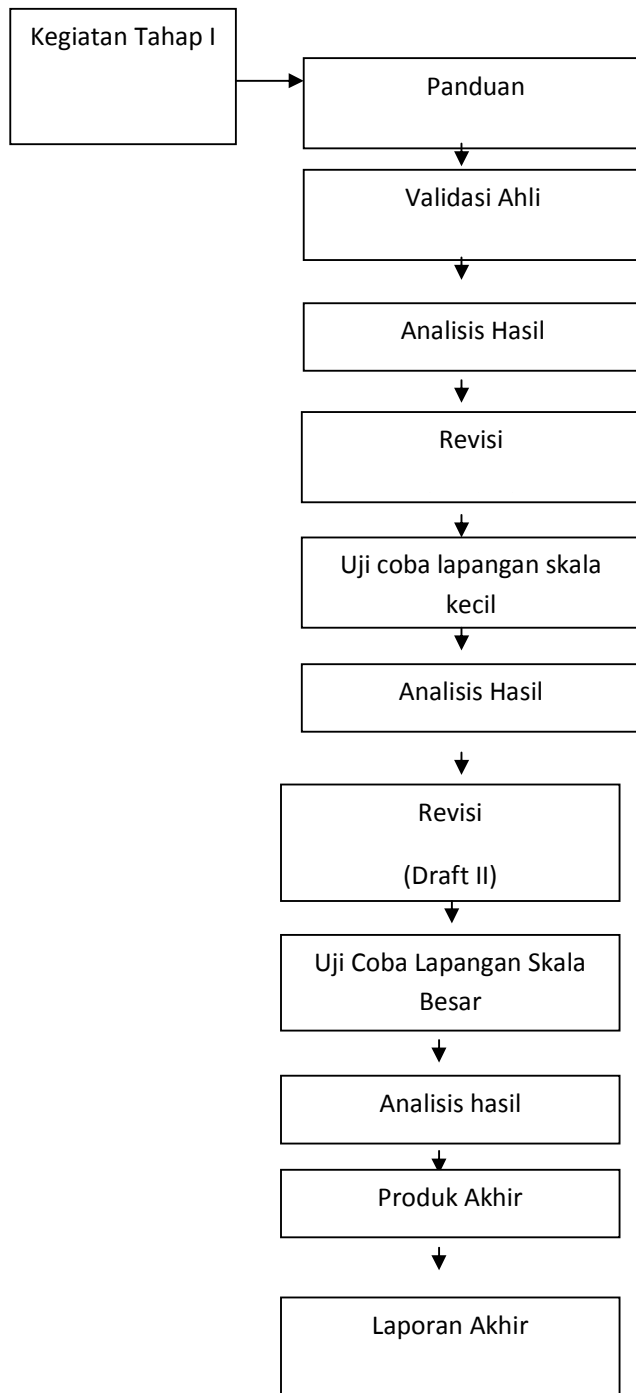 Kegiatan Tahap I
Panduan
Validasi Ahli
Analisis Hasil
Revisi
Uji coba lapangan skala
kecil
Analisis Hasil
Revisi
(Draft II)
Uji Coba Lapangan Skala
Besar
Analisis hasil
Produk Akhir
Laporan Akhir